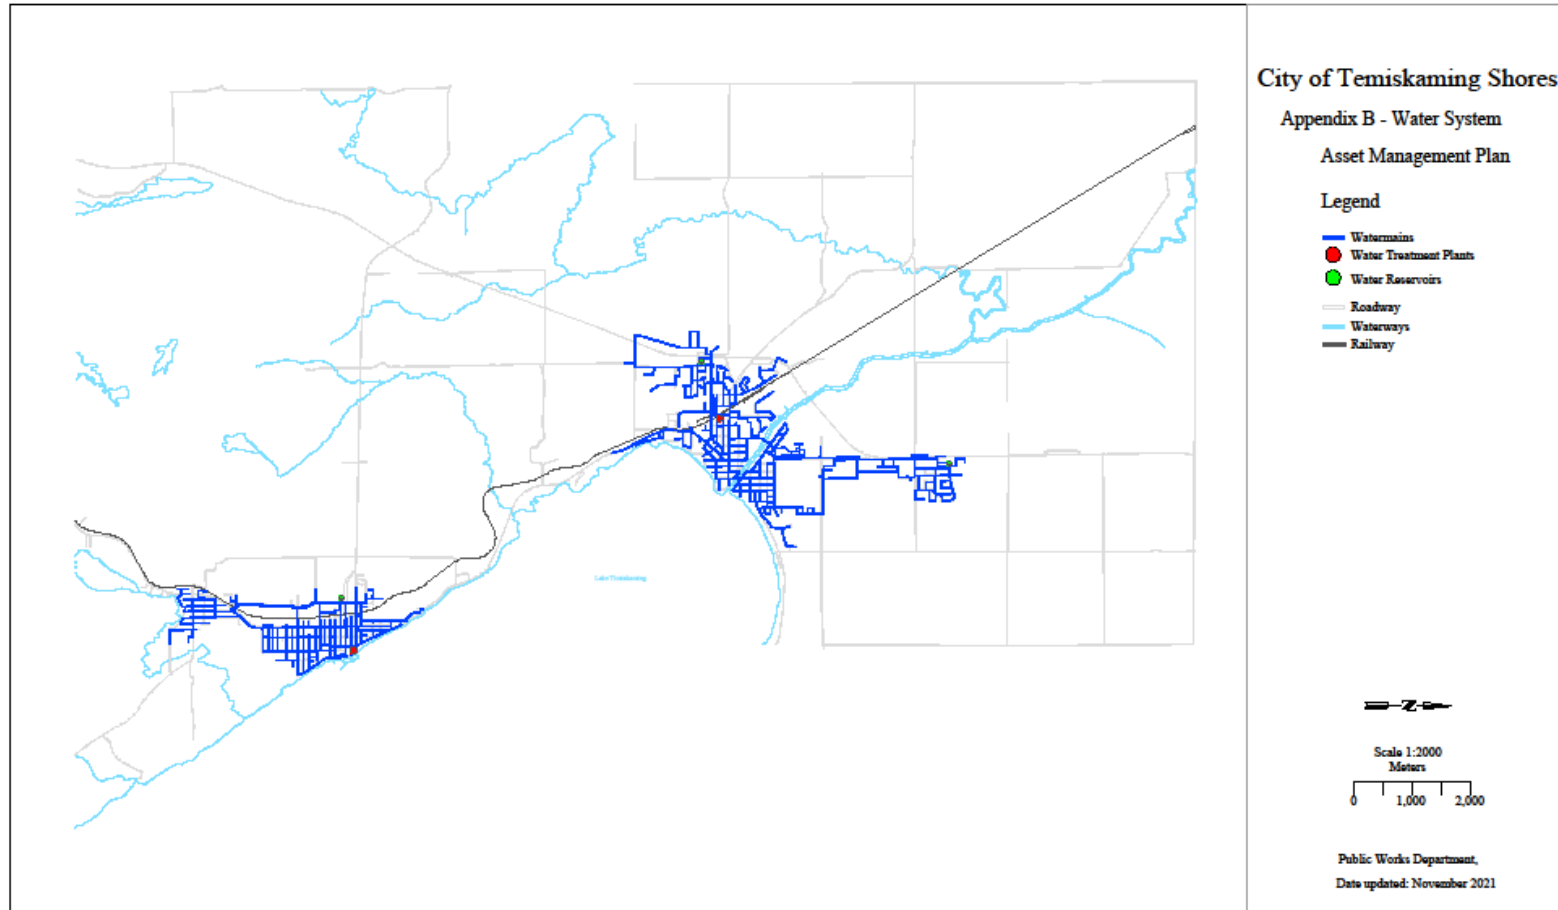 City of Temiskaming Shores
Appendix B - Water System
Asset Management Plan
Legend
Watermains
Water Treatment Plants
Water Reservoirs
Roadway
Waterways
Railway
Lake Temiskaming
Z
Scale 1:2000
Meters
0 1,000 2,000
Public Works Department,
Date updated: November 2021